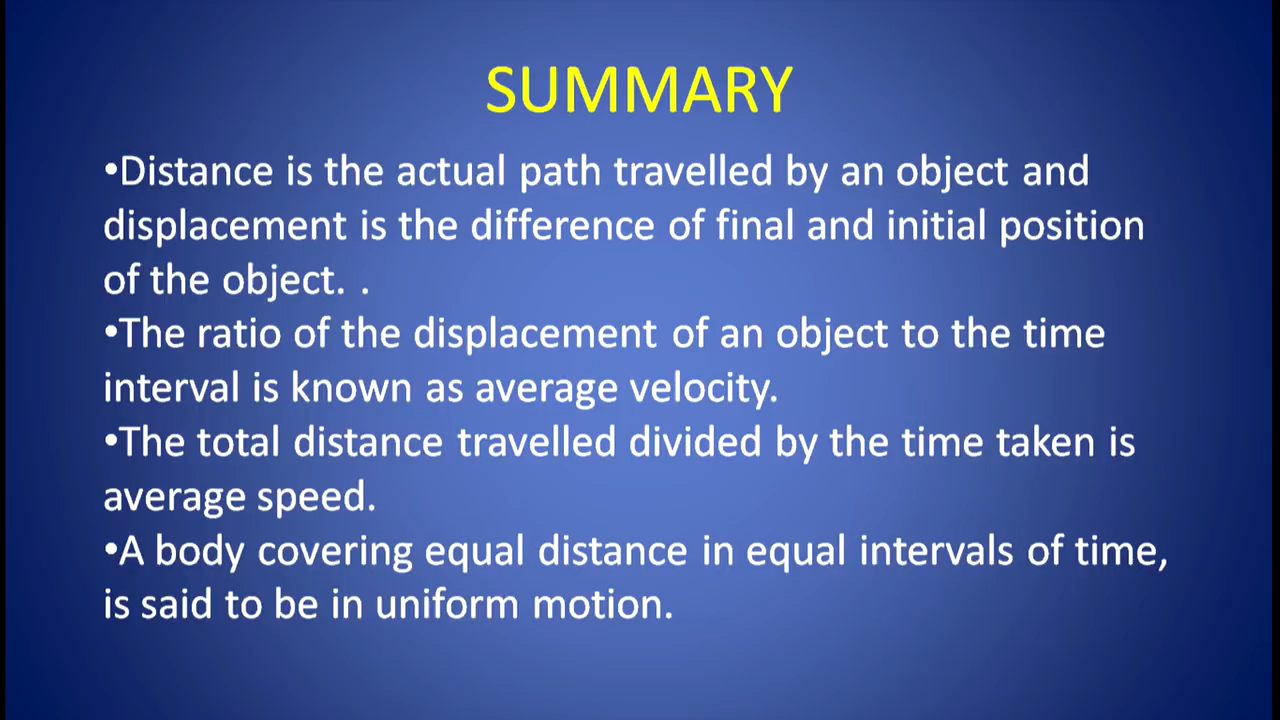 SUMMARY
•Distance is the actual path travelled by an object and
displacement is the difference of final and initial position
of the object. .
•The ratio of the displacement of an object to the time
interval is known as average velocity.
•The total distance travelled divided by the time taken is
average speed.
•A body covering equal distance in equal intervals of time,
is said to be in uniform motion.